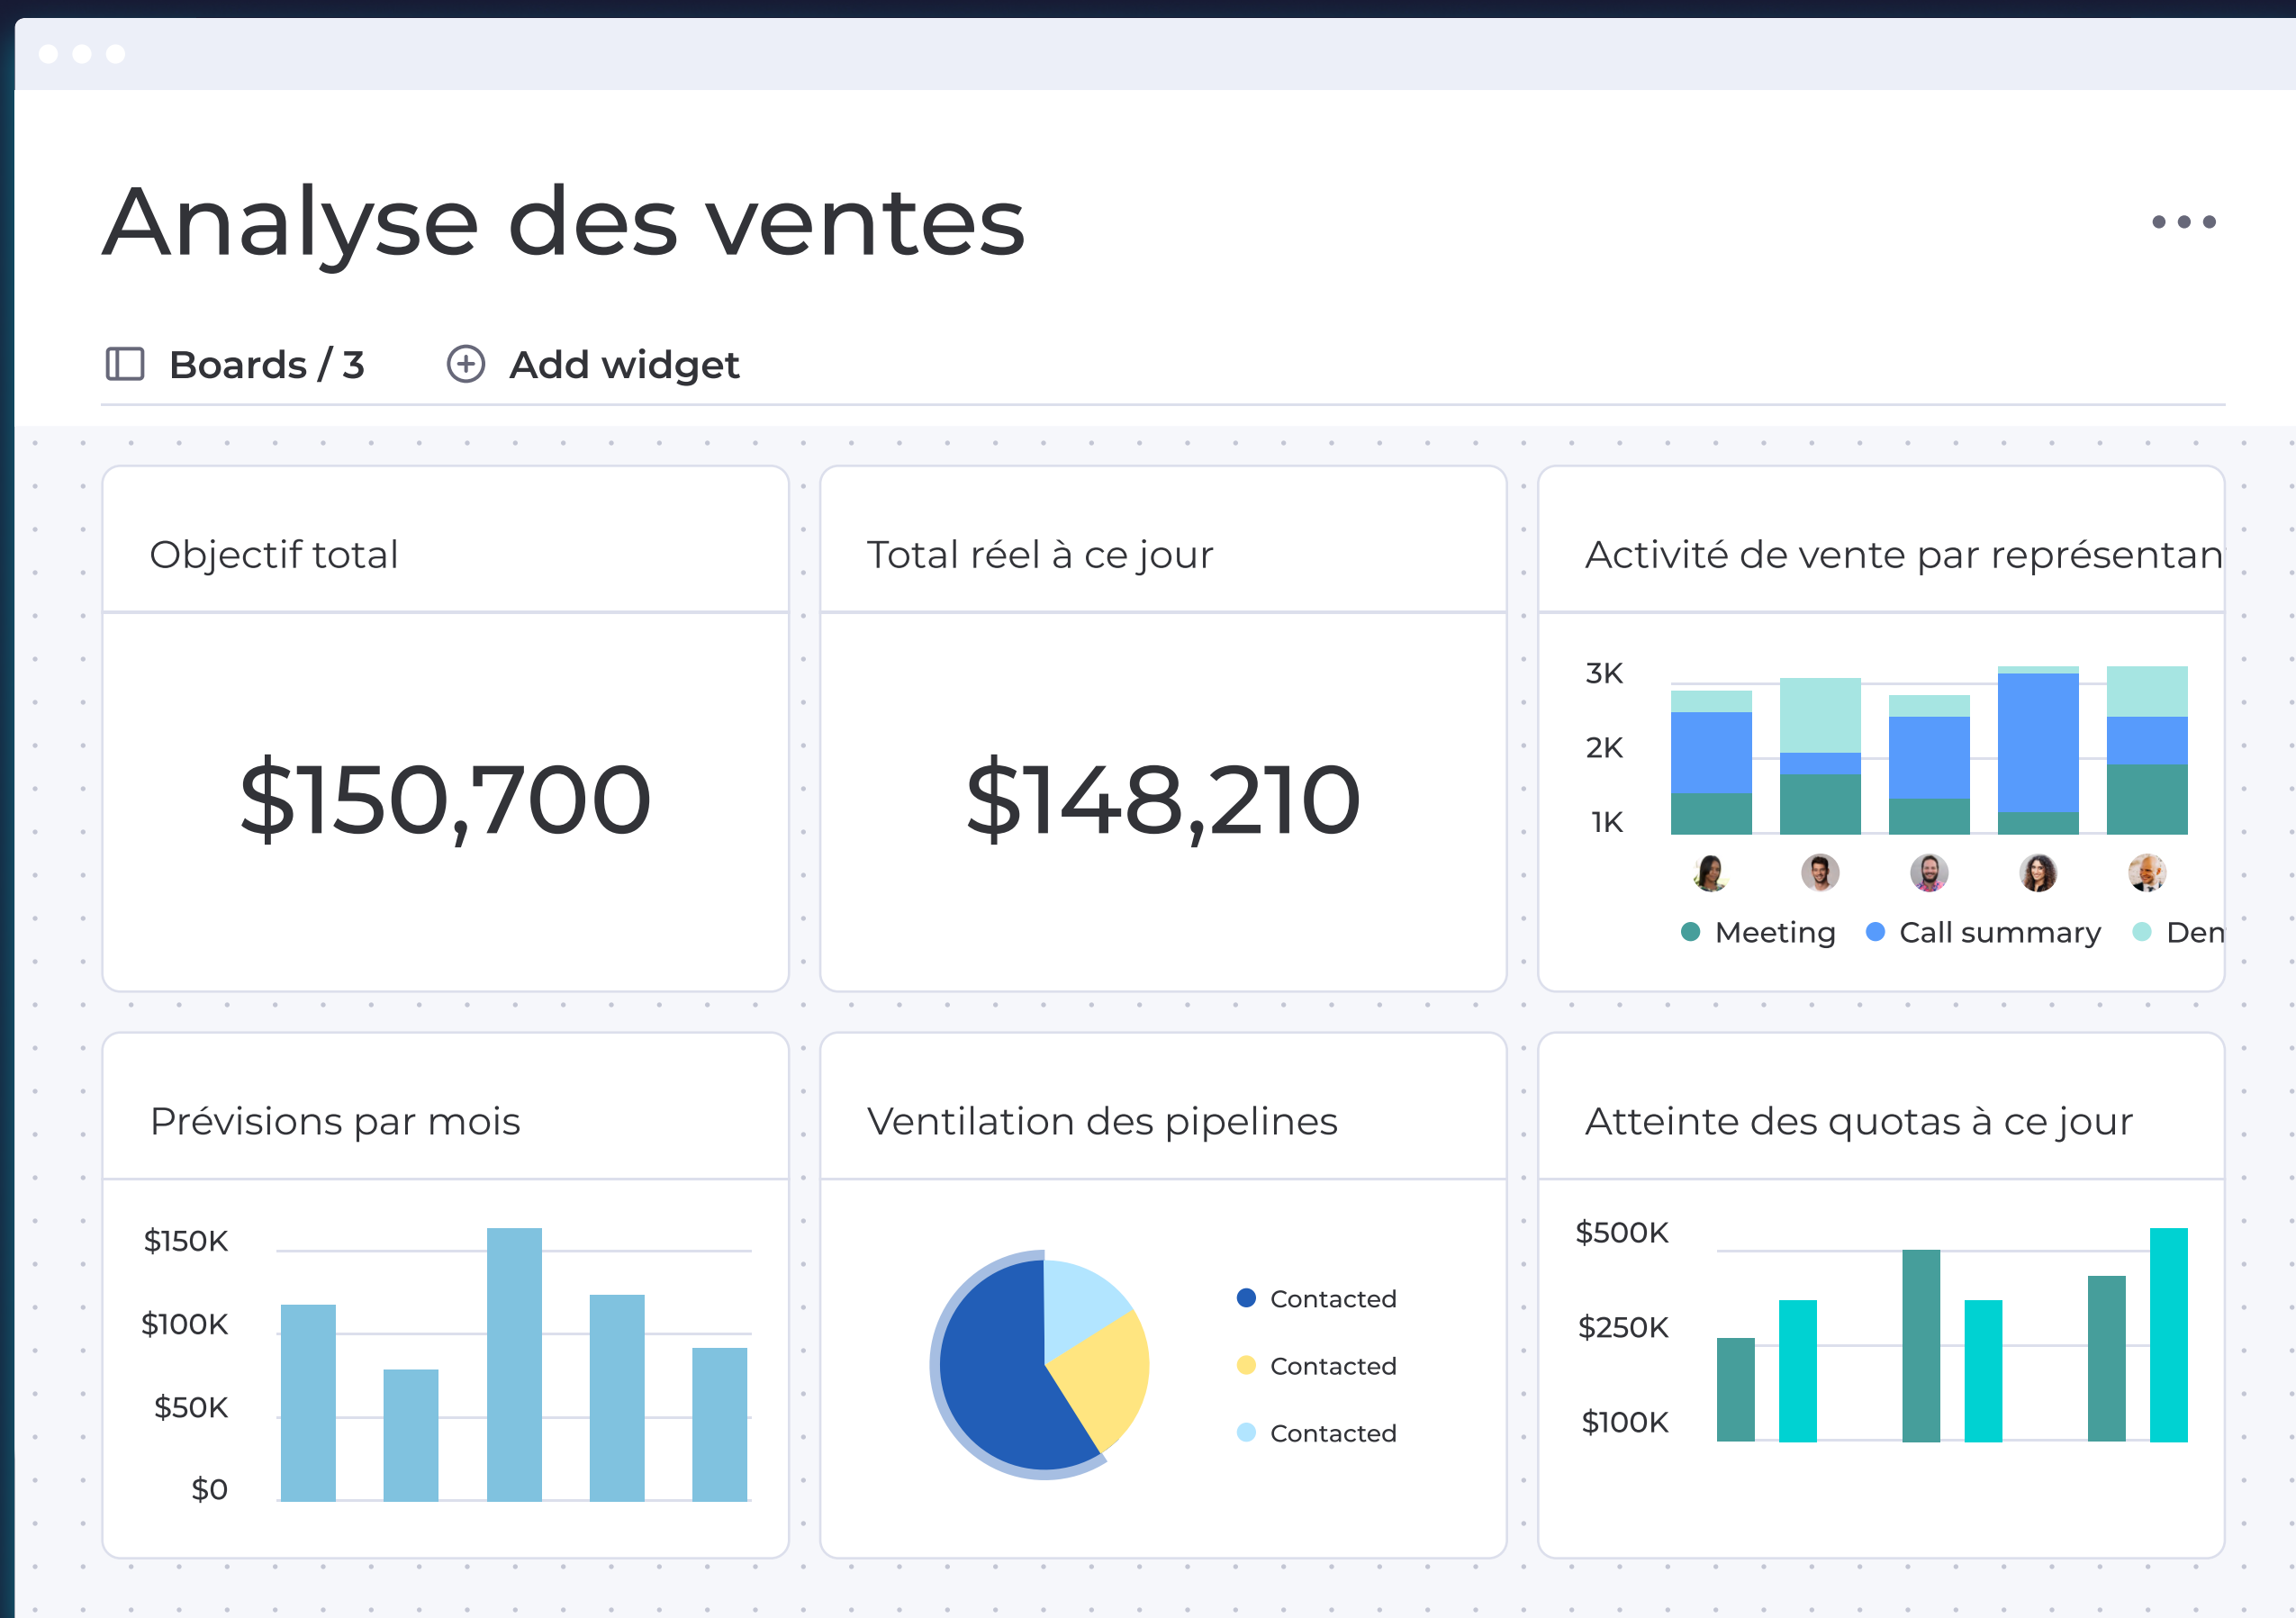 Analyse des ventes
Boards / 3
Add widget
Objectif total
$150,700
Total réel à ce jour
$148,210
Activité de vente par représentan
3K
2K
1K
Meeting
Call summary
Prévisions par mois
$150K
$100K
$50K
$0
Ventilation des pipelines
Contacted
Contacted
Contacted
Atteinte des quotas à ce jour
$500K
$250K
$100K